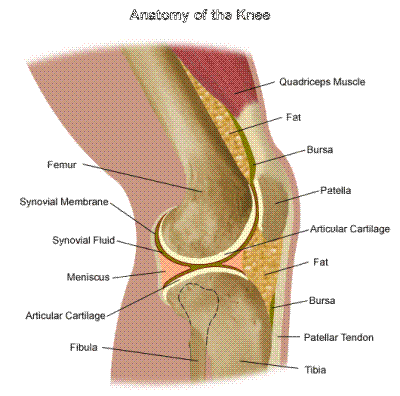 Anatomy of the Knee
Quadriceps Muscle
Fat
Bursa
Femur
Patella
Synovial Membrane
Articular Cartilage
Synovial Fluid
Fat
Meniscus
Bursa
Articular Cartilage
Patellar Tendon
Fibula
Tibia